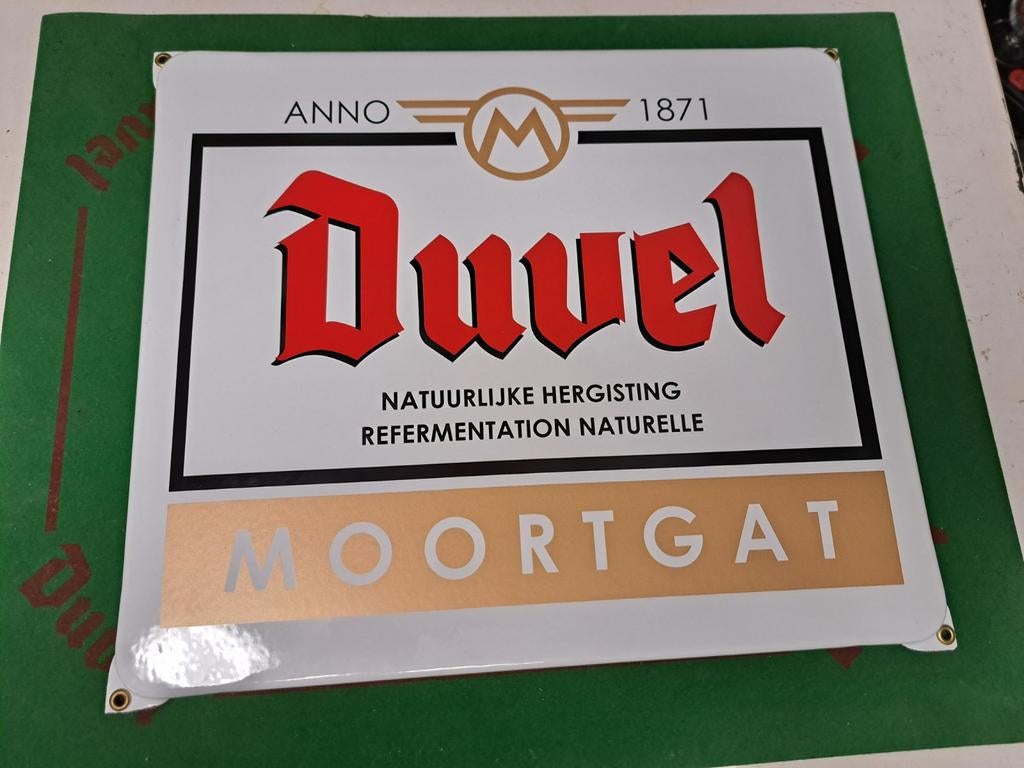 ANNO M 1871
Duvel
NATUURLIJKE HERGISTING
REFERMENTATION NATURELLE
MOORTGAT